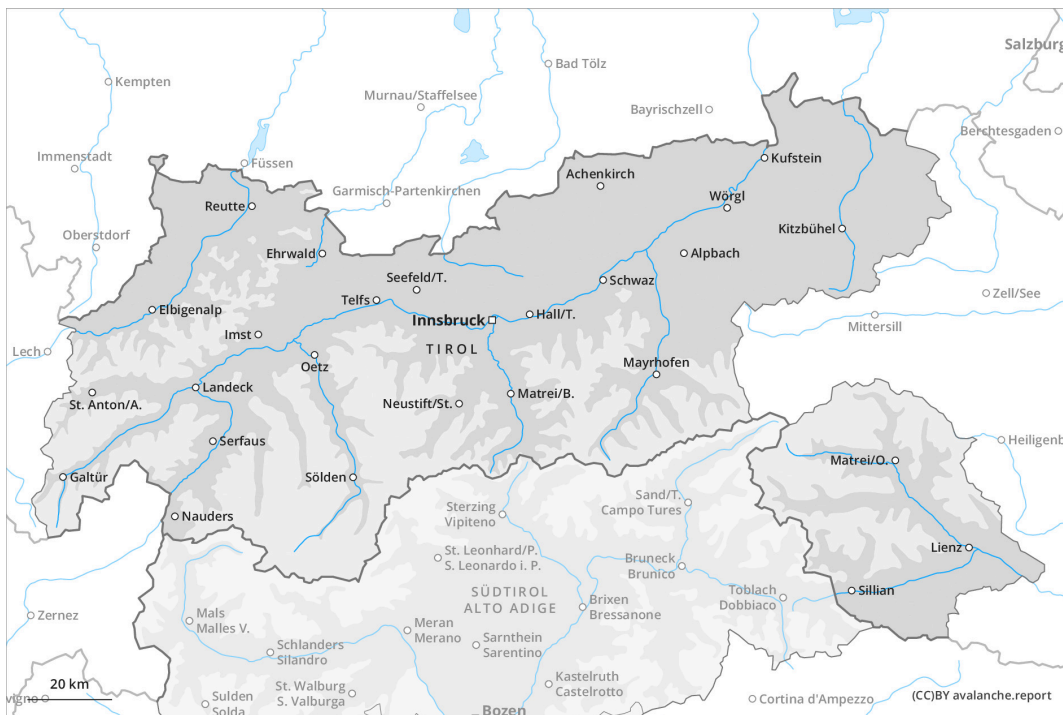 Salzburg
Kempten
Bad Tölz
Murnau/Staffelsee
Bayrischzell
Berchtesgaden
Immenstadt
Füssen
Kufstein
Achenkirch
Garmisch-Partenkirchen
Reutte
Wörgl
Oberstdorf
Kitzbühel
Ehrwald
Alpbach
Seefeld/T.
Schwaz
Zell/See
Telfs
Elbigenalp
Innsbruck
Hall/T.
Mittersill
Imst
TIROL
Lech
Oetz
Mayrhofen
Landeck
St. Anton/A.
Neustift/St.
Matrei/B.
Serfaus
Heiligenb
Matrei/O.
Galtür
Sölden
Sand/T.
Campo Tures
Sterzing
Vipiteno
Nauders
Lienz
St. Leonhard/P.
S. Leonardo i. P.
Bruneck
Brunico
SÜDTIROL
ALTO ADIGE
Toblach
Dobbiaco
Sillian
Zernez
Mals
Malles V.
Brixen
Bressanone
Meran
Merano
Sarnthein
Sarentino
Schlanders
Silandro
Kastelruth
Castelrotto
20 km
St. Walburg
S. Valburga
vigno
Sulden
Solda
Cortina d'Ampezzo
(CC)BY avalanche.report
Bozen